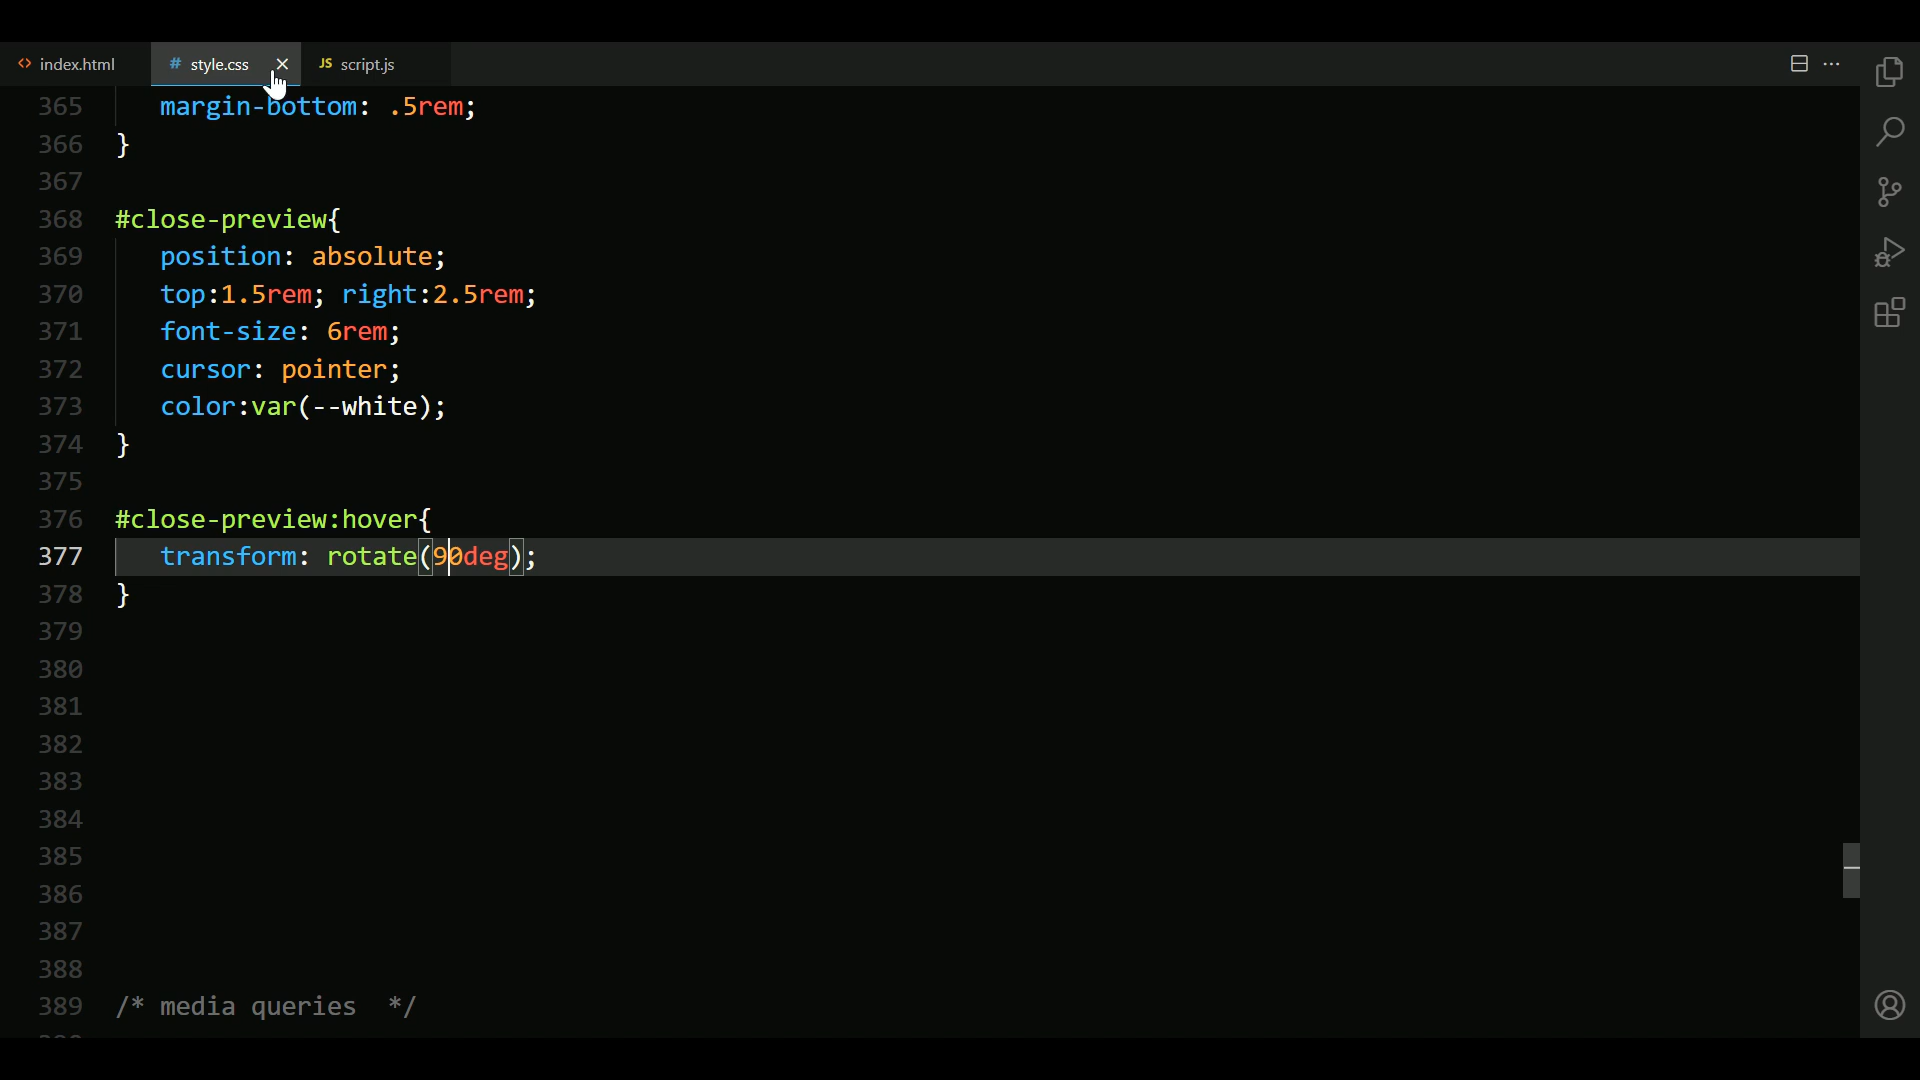 index.html # style.css JS script.js
365 margin-bottom: .5rem;
366 }
367
368 #close-preview{
369 position: absolute;
370 top:1.5rem; right:2.5rem;
371 font-size: 6rem;
372 cursor: pointer;
373 color:var(--white);
374 }
375
376 #close-preview:hover{
377 transform: rotate(90deg);
378 }
379
380
381
382
383
384
385
386
387
388
389 /* media queries */